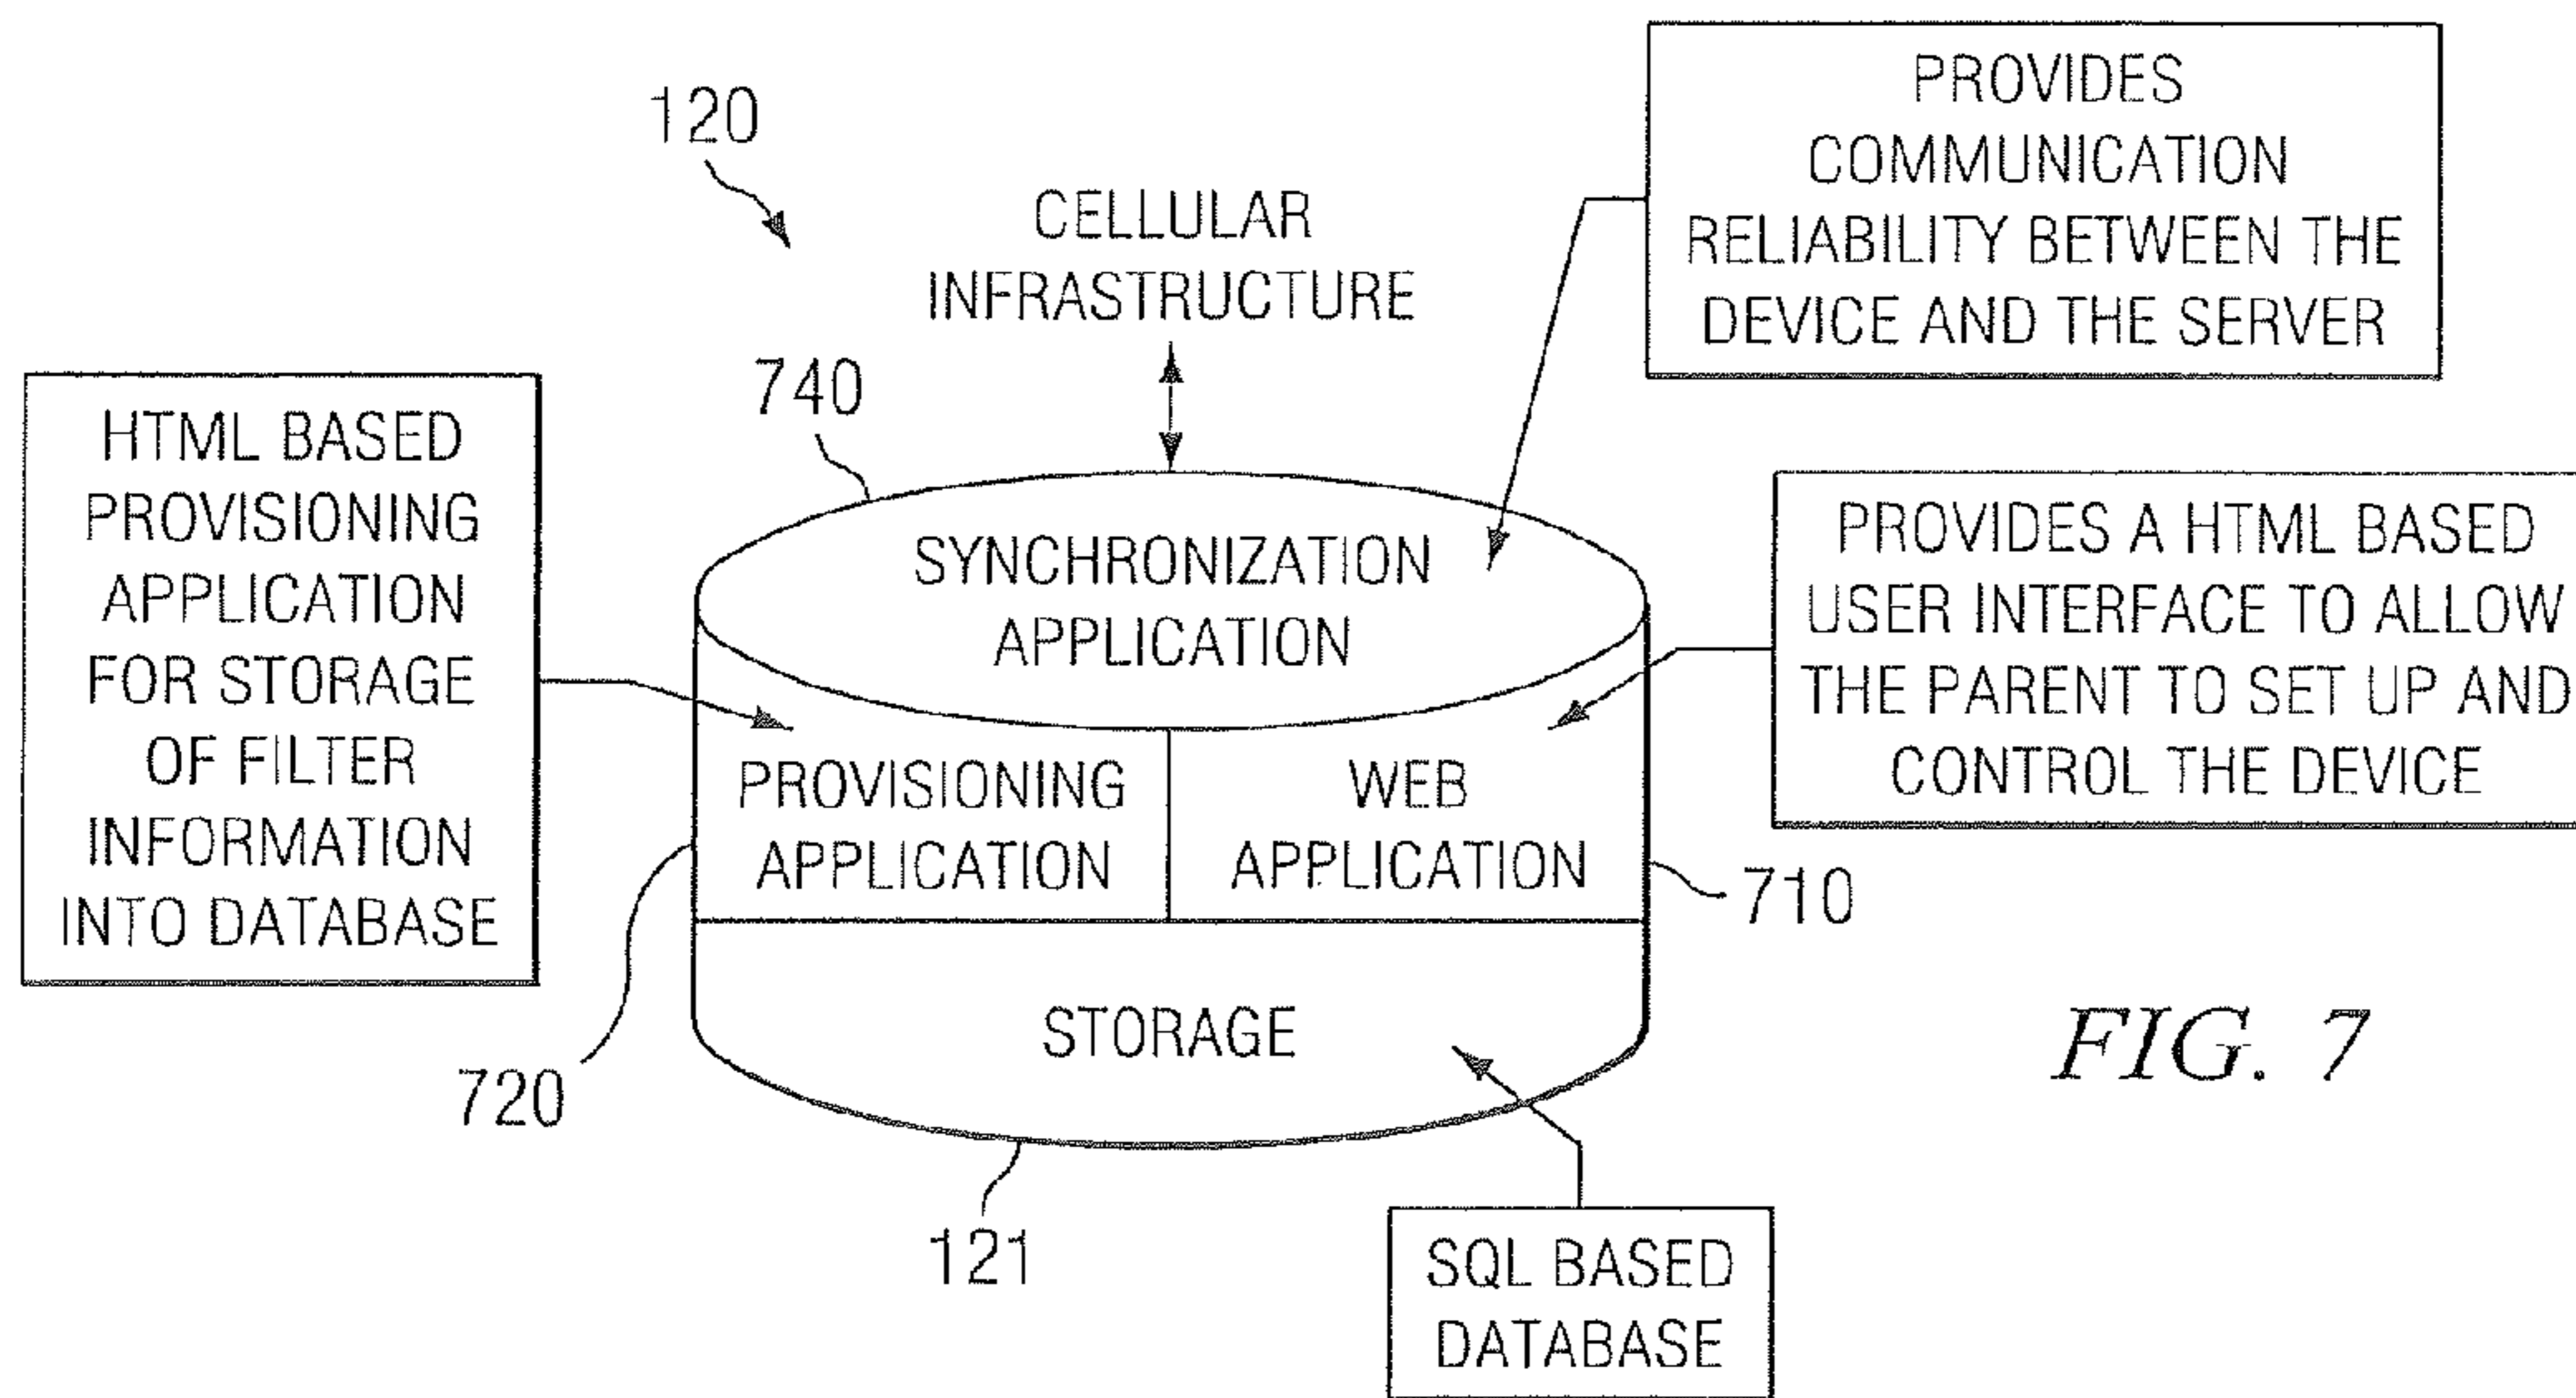 120
CELLULAR
INFRASTRUCTURE
PROVIDES
COMMUNICATION
RELIABILITY BETWEEN THE
DEVICE AND THE SERVER
740
HTML BASED
PROVISIONING
APPLICATION
FOR STORAGE
OF FILTER
INFORMATION
INTO DATABASE
SYNCHRONIZATION
APPLICATION
PROVIDES A HTML BASED
USER INTERFACE TO ALLOW
THE PARENT TO SET UP AND
CONTROL THE DEVICE
PROVISIONING
APPLICATION
WEB
APPLICATION
710
STORAGE
720
121
SQL BASED
DATABASE
FIG. 7